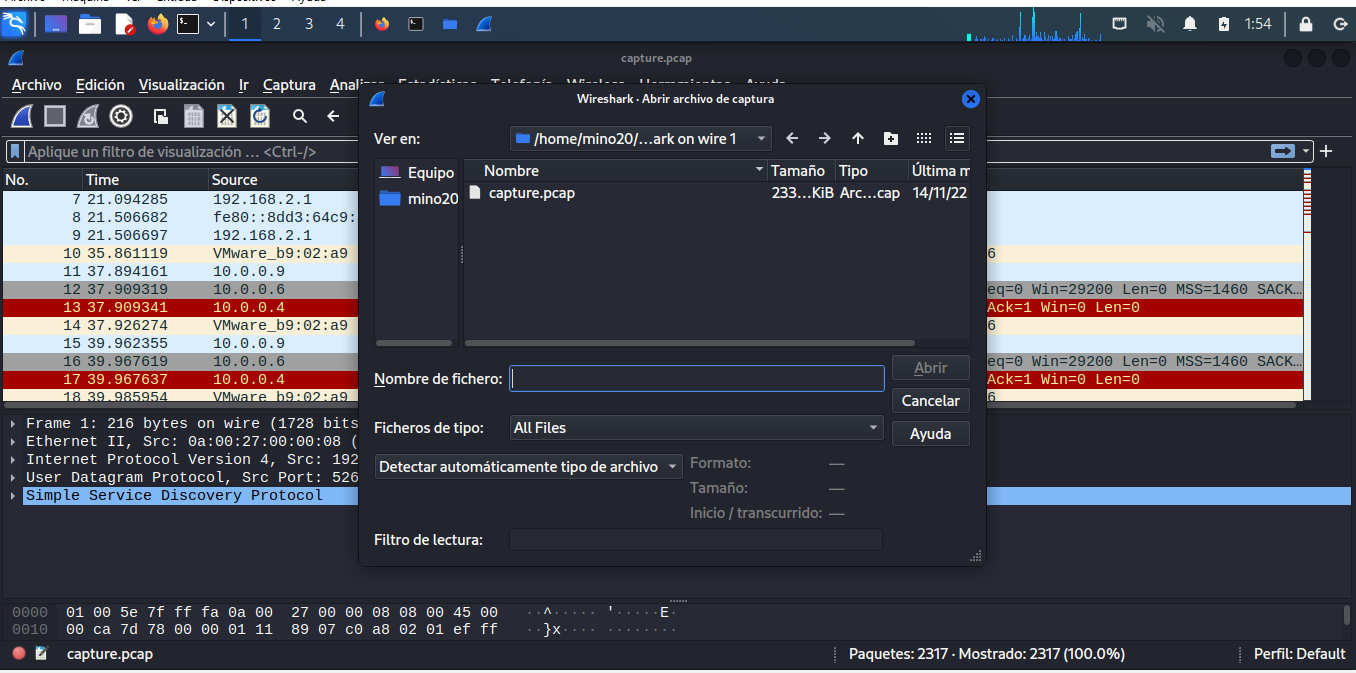 Archivo Máquina Ver Entrada Dispositivos Ayuda
1 2 3 4 1:54
capture.pcap
Archivo Edición Visualización Ir Captura Analizar Estadísticas Telefonía Wireless Herramientas Ayuda
Aplique un filtro de visualización ... <Ctrl-/>
No. Time Source
7 21.094285 192.168.2.1
8 21.506682 fe80::8dd3:64c9:
9 21.506697 192.168.2.1
10 35.861119 VMware_b9:02:a9 6
11 37.894161 10.0.0.9
12 37.909319 10.0.0.6 eq=0 Win=29200 Len=0 MSS=1460 SACK…
13 37.909341 10.0.0.4 Ack=1 Win=0 Len=0
14 37.926274 VMware_b9:02:a9 6
15 39.962355 10.0.0.9
16 39.967619 10.0.0.6 eq=0 Win=29200 Len=0 MSS=1460 SACK…
17 39.967637 10.0.0.4 Ack=1 Win=0 Len=0
18 39.985954 VMware_b9:02:a9 6
Frame 1: 216 bytes on wire (1728 bits
Ethernet II, Src: 0a:00:27:00:00:08 (
Internet Protocol Version 4, Src: 192
User Datagram Protocol, Src Port: 526
Simple Service Discovery Protocol
Wireshark · Abrir archivo de captura
Ver en: /home/mino20/…ark on wire 1
Equipo
mino20
Nombre Tamaño Tipo Última m
capture.pcap 233…KiB Arc…cap 14/11/22
Nombre de fichero: Abrir
Cancelar
Ficheros de tipo: All Files Ayuda
Detectar automáticamente tipo de archivo Formato: —
Tamaño: —
Inicio / transcurrido: —
Filtro de lectura:
0000 01 00 5e 7f ff fa 0a 00 27 00 00 08 08 00 45 00 ··^····· '·····E·
0010 00 ca 7d 78 00 00 01 11 89 07 c0 a8 02 01 ef ff ··}x···· ········
capture.pcap Paquetes: 2317 · Mostrado: 2317 (100.0%) Perfil: Default